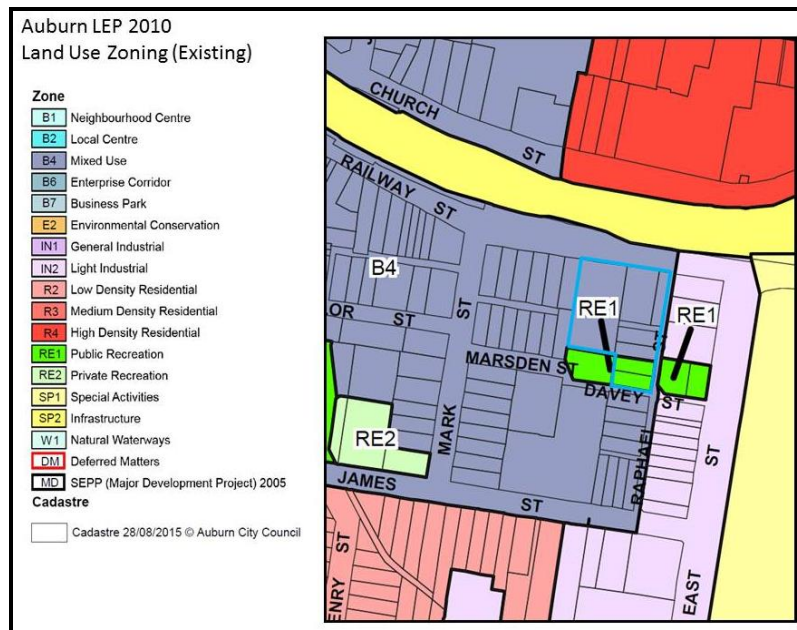 Auburn LEP 2010
Land Use Zoning (Existing)
Zone
B1 Neighbourhood Centre
B2 Local Centre
B4 Mixed Use
B6 Enterprise Corridor
B7 Business Park
E2 Environmental Conservation
IN1 General Industrial
IN2 Light Industrial
R2 Low Density Residential
R3 Medium Density Residential
R4 High Density Residential
RE1 Public Recreation
RE2 Private Recreation
SP1 Special Activities
SP2 Infrastructure
W1 Natural Waterways
DM Deferred Matters
MD SEPP (Major Development Project) 2005
Cadastre
Cadastre 28/08/2015 © Auburn City Council
CHURCH ST
RAILWAY ST
B4
LOR ST
ST
RE1
RE1
ST
MARSDEN ST
DAVEY ST
RE2
MARK
RAPHAEL
ST
JAMES ST
ENRY ST
EAST